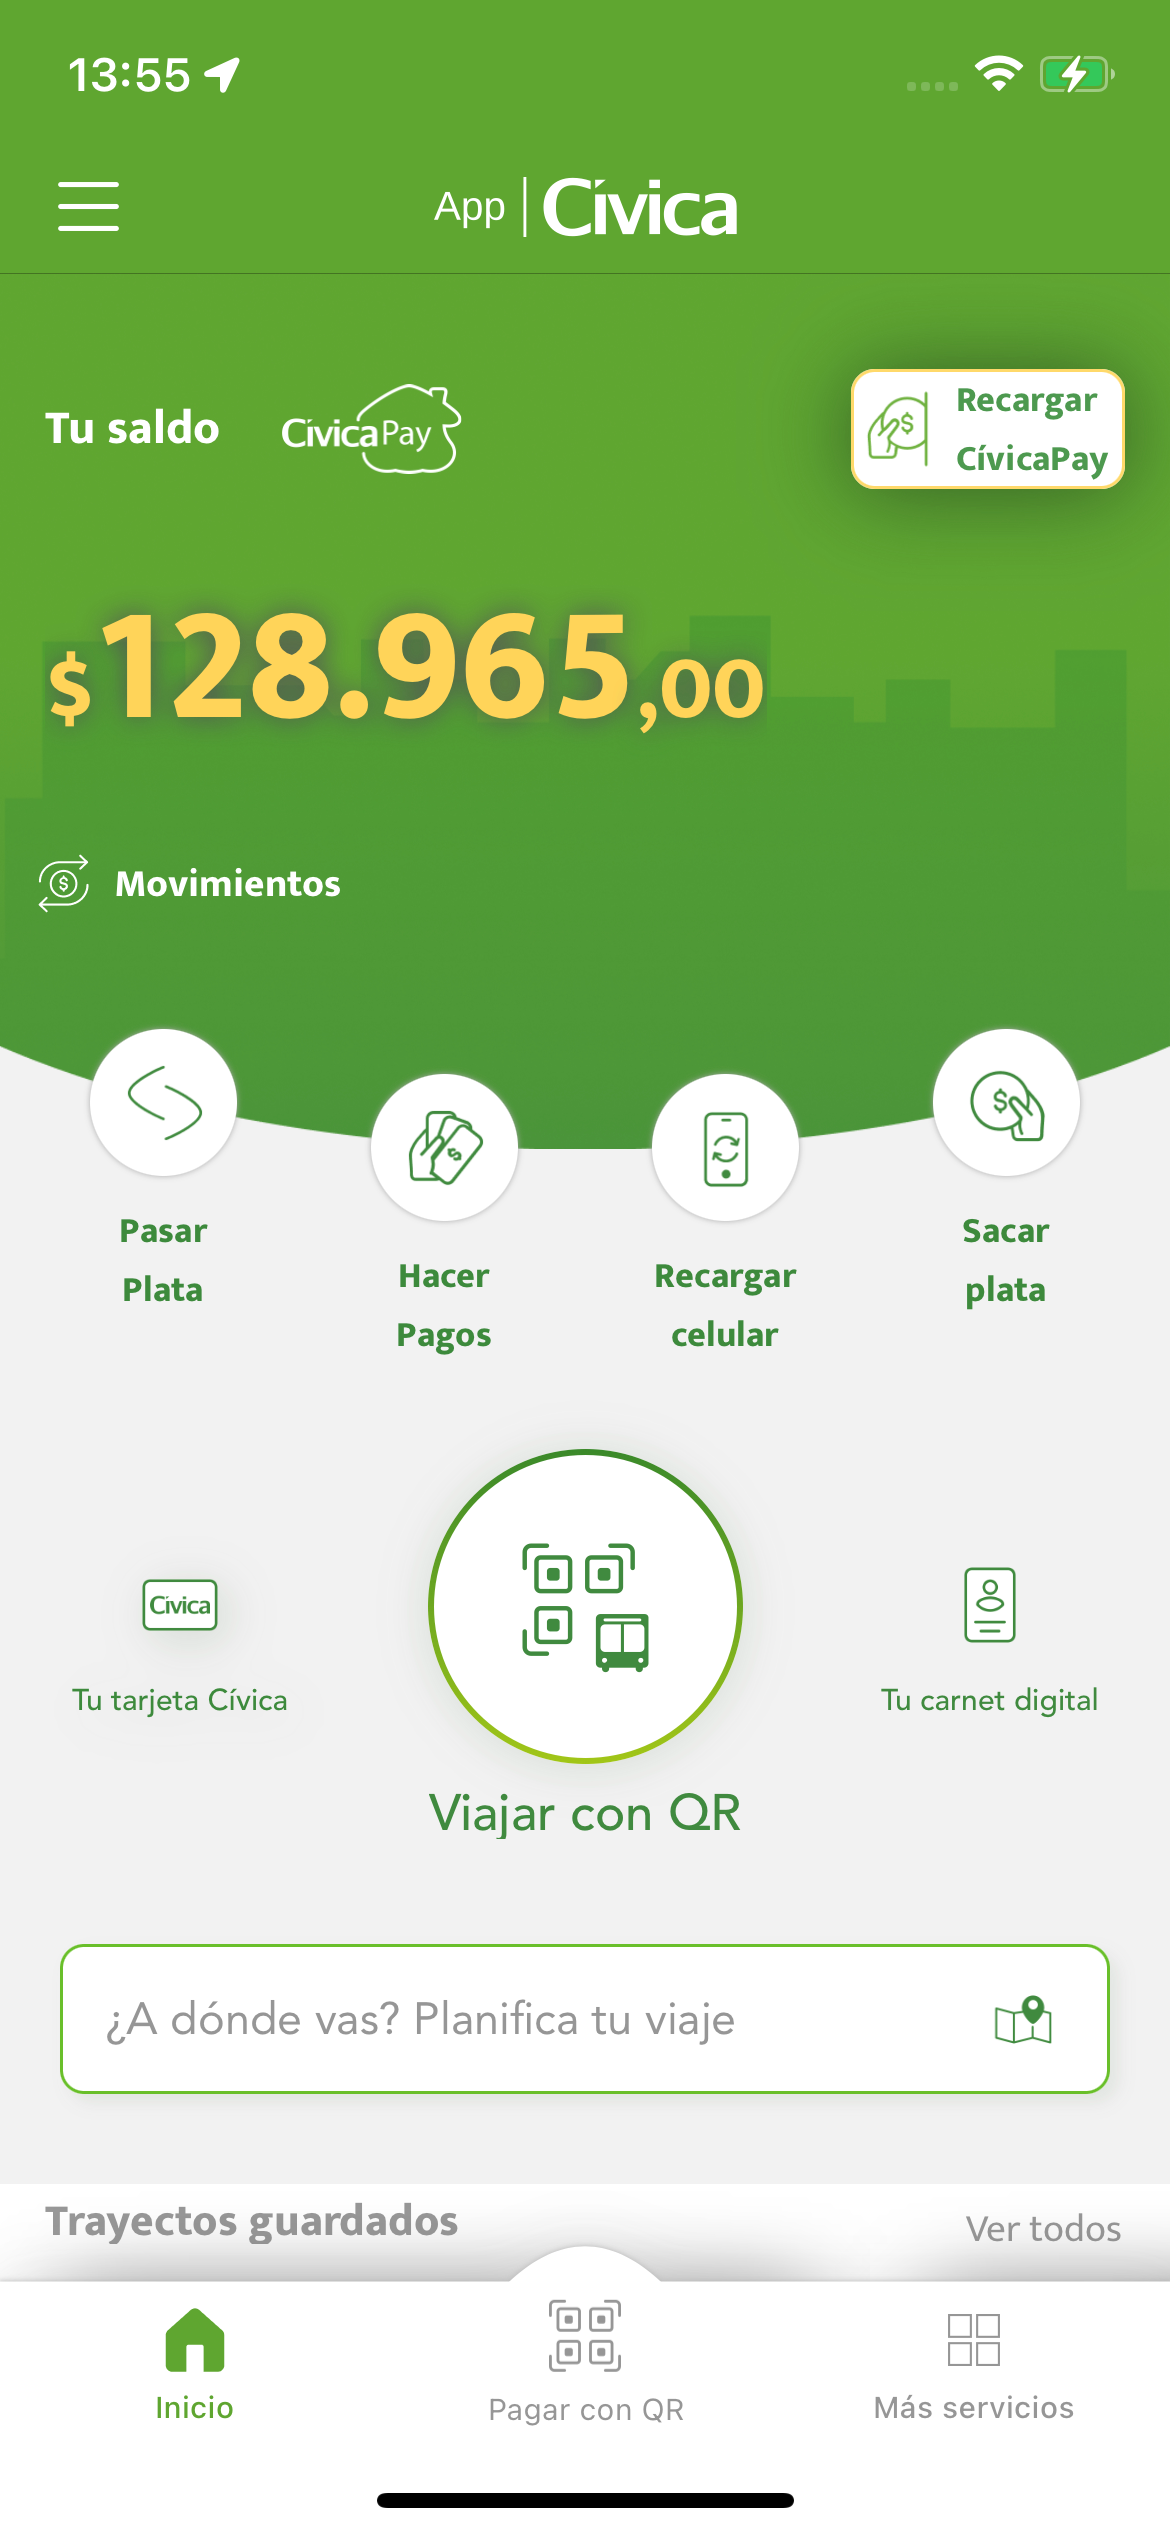 13:55
App | Cívica
Tu saldo
CívicaPay
Recargar
CívicaPay
$128.965,00
Movimientos
Pasar
Plata
Hacer
Pagos
Recargar
celular
Sacar
plata
Cívica
Tu tarjeta Cívica
Tu carnet digital
Viajar con QR
¿A dónde vas? Planifica tu viaje
Trayectos guardados
Ver todos
Inicio
Pagar con QR
Más servicios